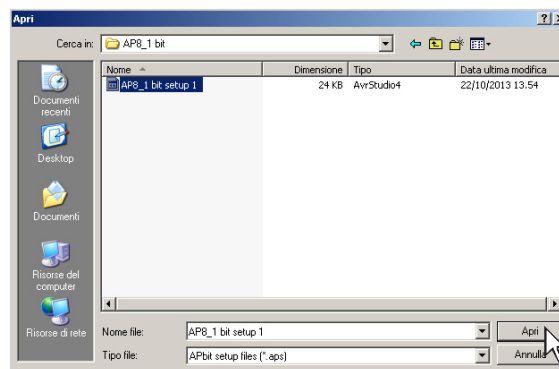 Apri
Cerca in: AP8_1 bit
Nome Dimensione Tipo Data ultima modifica
AP8_1 bit setup 1 24 KB AvrStudio4 22/10/2013 13.54
Documenti recenti
Desktop
Documenti
Risorse del computer
Risorse di rete
Nome file: AP8_1 bit setup 1 Apri
Tipo file: APbit setup files (*.aps) Annulla